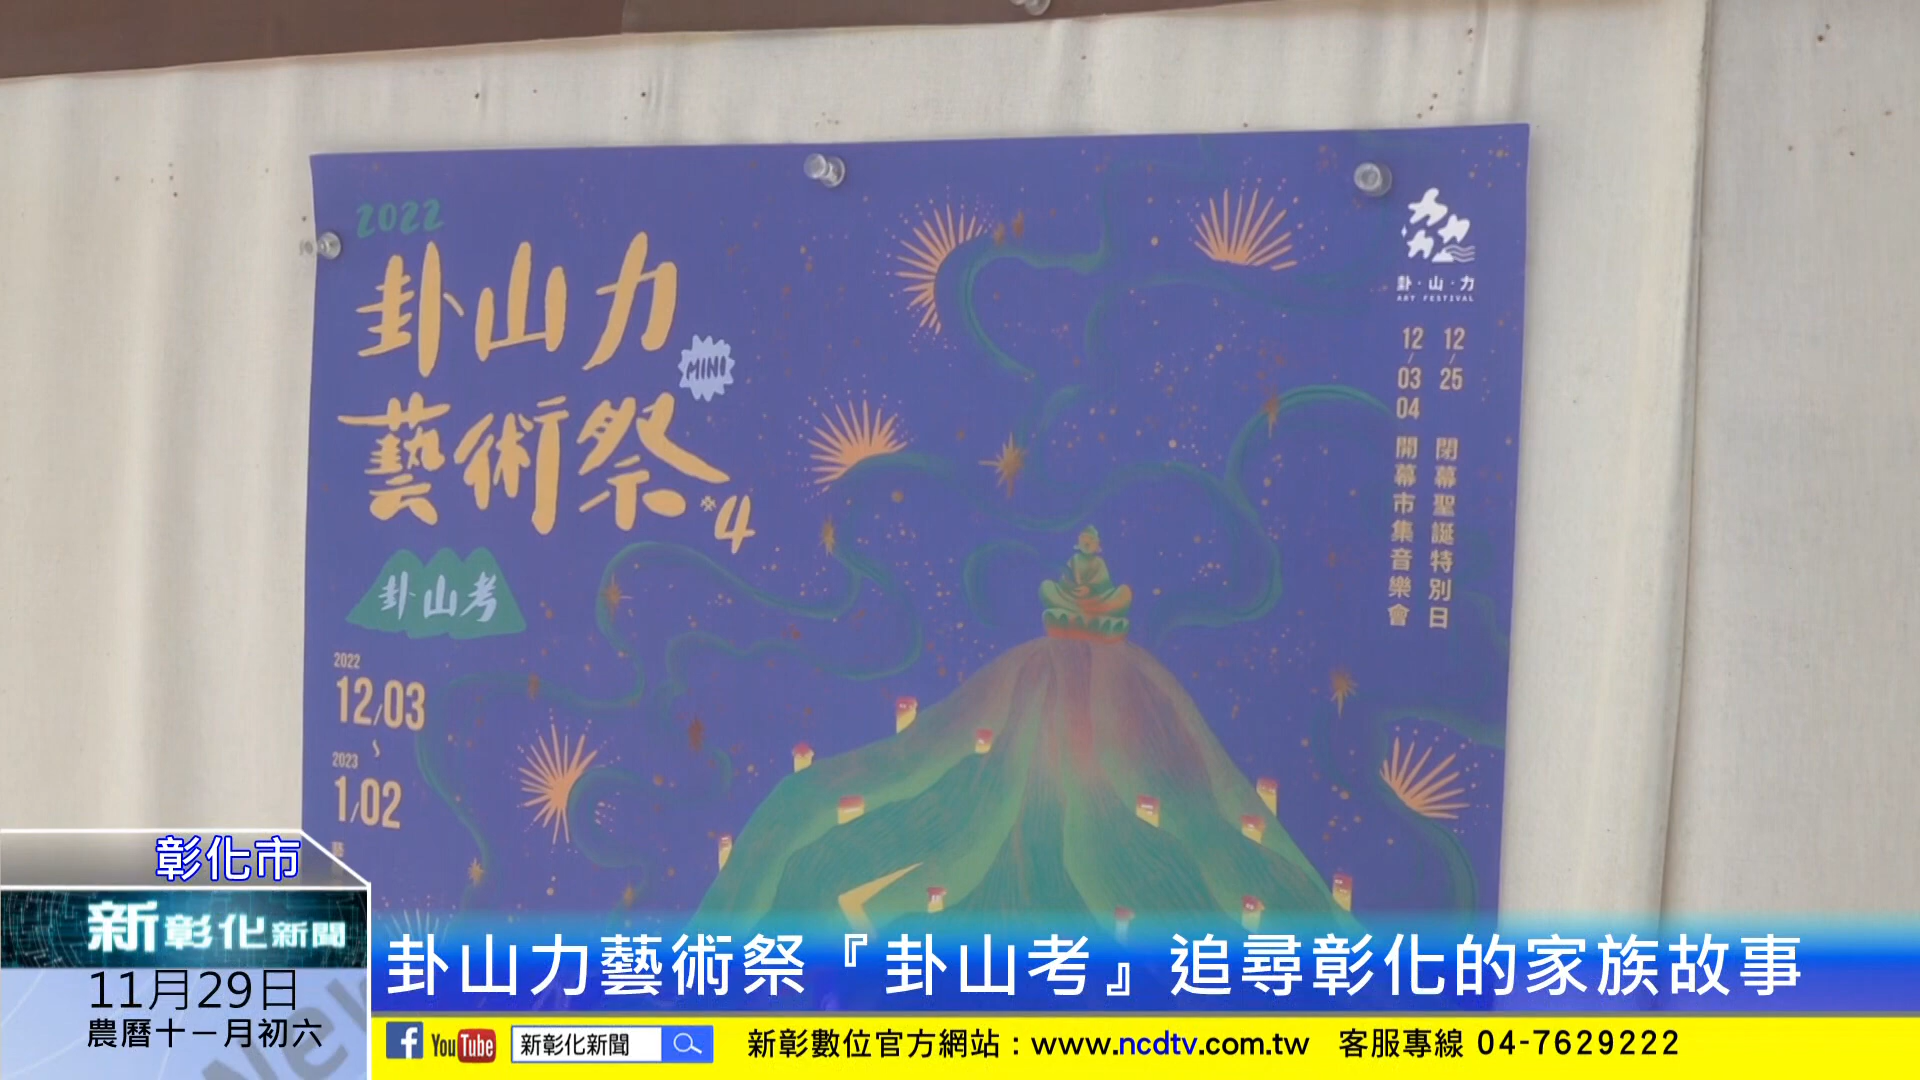 2022
卦山力
MINI
藝術祭
*4
卦山考
2022
12/03
~
2023
1/02
卦·山·力
ART FESTIVAL
12/25
閉幕聖誕特別日
12/03
04
開幕市集音樂會
彰化市
新彰化新聞
11月29日
農曆十一月初六
卦山力藝術祭『卦山考』追尋彰化的家族故事
f YouTube 新彰化新聞 新彰數位官方網站：www.ncdtv.com.tw 客服專線 04-7629222